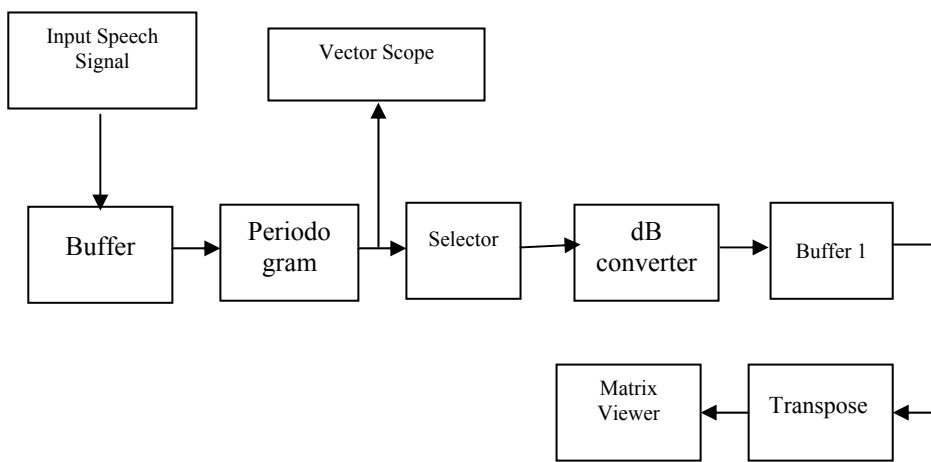 Input Speech
Signal
Vector Scope
Buffer
Periodo
gram
Selector
dB
converter
Buffer 1
Matrix
Viewer
Transpose